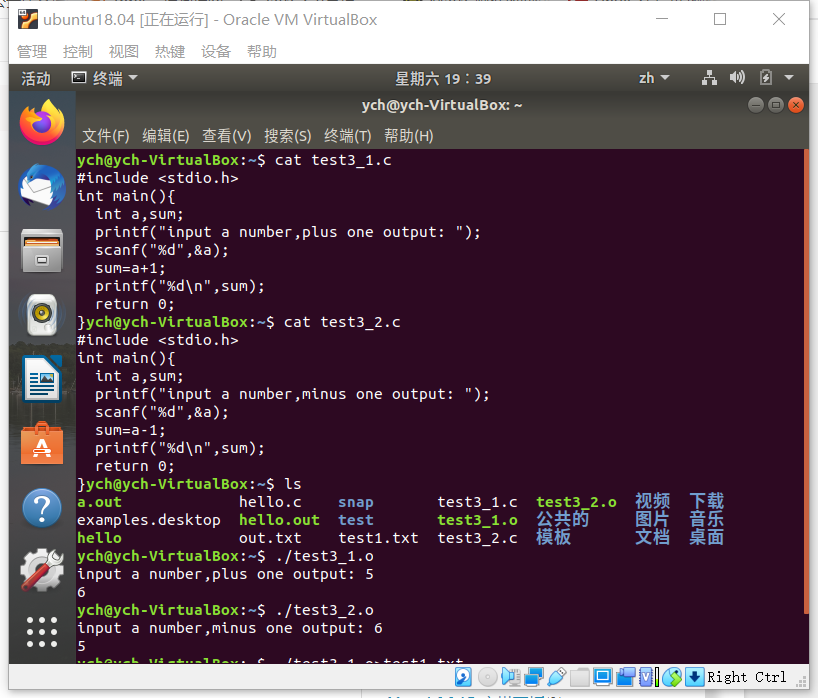 ubuntu18.04 [正在运行] - Oracle VM VirtualBox
管理 控制 视图 热键 设备 帮助
活动 终端 星期六 19：39 zh
ych@ych-VirtualBox: ~
文件(F) 编辑(E) 查看(V) 搜索(S) 终端(T) 帮助(H)
ych@ych-VirtualBox:~$ cat test3_1.c
#include <stdio.h>
int main(){
  int a,sum;
  printf("input a number,plus one output: ");
  scanf("%d",&a);
  sum=a+1;
  printf("%d\n",sum);
  return 0;
}ych@ych-VirtualBox:~$ cat test3_2.c
#include <stdio.h>
int main(){
  int a,sum;
  printf("input a number,minus one output: ");
  scanf("%d",&a);
  sum=a-1;
  printf("%d\n",sum);
  return 0;
}ych@ych-VirtualBox:~$ ls
a.out hello.c snap test3_1.c test3_2.o 视频 下载
examples.desktop hello.out test test3_1.o 公共的 图片 音乐
hello out.txt test1.txt test3_2.c 模板 文档 桌面
ych@ych-VirtualBox:~$ ./test3_1.o
input a number,plus one output: 5
6
ych@ych-VirtualBox:~$ ./test3_2.o
input a number,minus one output: 6
5
ych@ych-VirtualBox:~$ ./test3_1.o>test1.txt
Right Ctrl